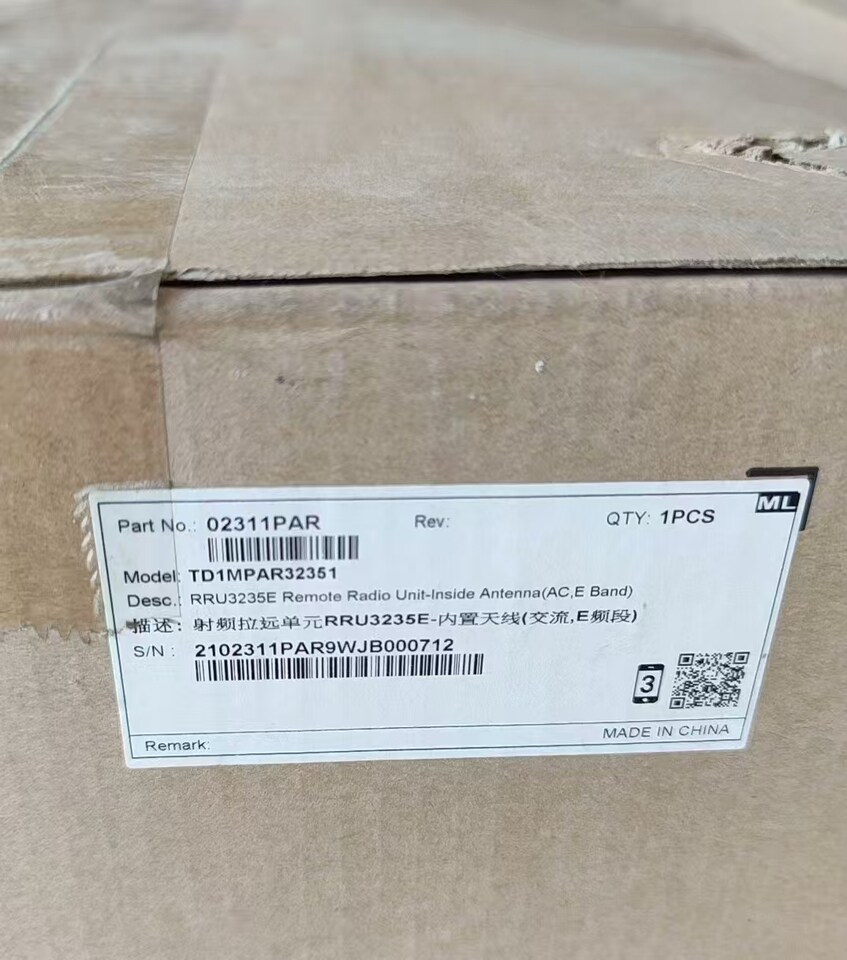 Part No.: 02311PAR Rev: QTY: 1PCS ML
Model: TD1MPAR32351
Desc.: RRU3235E Remote Radio Unit-Inside Antenna(AC,E Band)
描述: 射频拉远单元RRU3235E-内置天线(交流,E频段)
S/N : 2102311PAR9WJB000712
3
MADE IN CHINA
Remark: